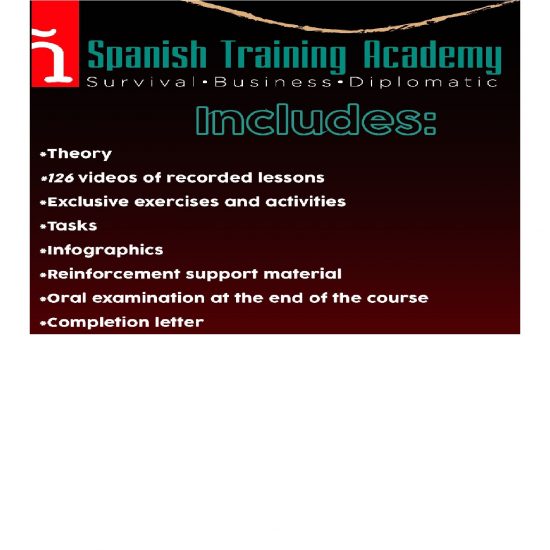 ñ
Spanish Training Academy
Survival•Business•Diplomatic
Includes:
•Theory
•126 videos of recorded lessons
•Exclusive exercises and activities
•Tasks
•Infographics
•Reinforcement support material
•Oral examination at the end of the course
•Completion letter